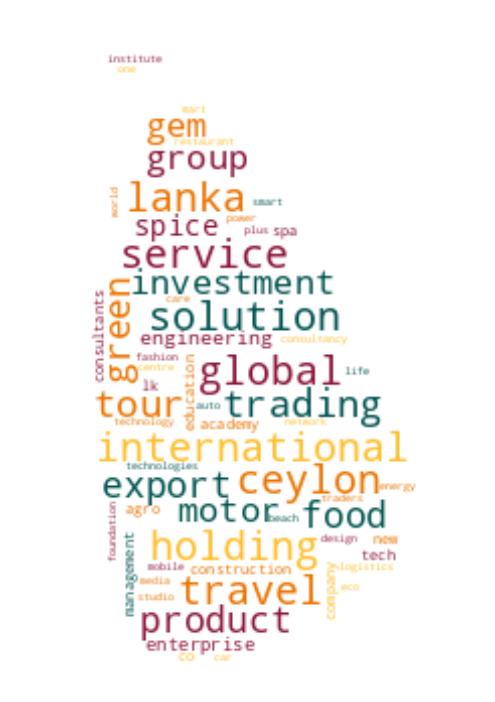 institute
one
mart
gem
restaurant
group
world
lanka
smart
power
spice
plus
spa
service
investment
care
solution
consultants
green
engineering
consultancy
fashion
centre
education
global
life
lk
tour
auto
trading
technology
academy
network
international
technologies
export
ceylon
energy
traders
foundation
agro
motor
beach
food
management
holding
design
new
tech
mobile
construction
company
logistics
media
travel
eco
studio
product
enterprise
co
car